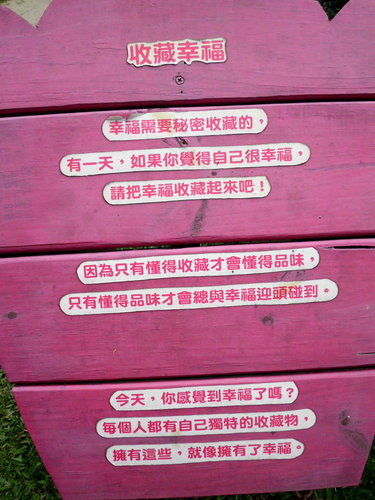 收藏幸福
幸福需要秘密收藏的，
有一天，如果你覺得自己很幸福，
請把幸福收藏起來吧！
因為只有懂得收藏才會懂得品味，
只有懂得品味才會總與幸福迎頭碰到。
今天，你感覺到幸福了嗎？
每個人都有自己獨特的收藏物，
擁有這些，就像擁有了幸福。